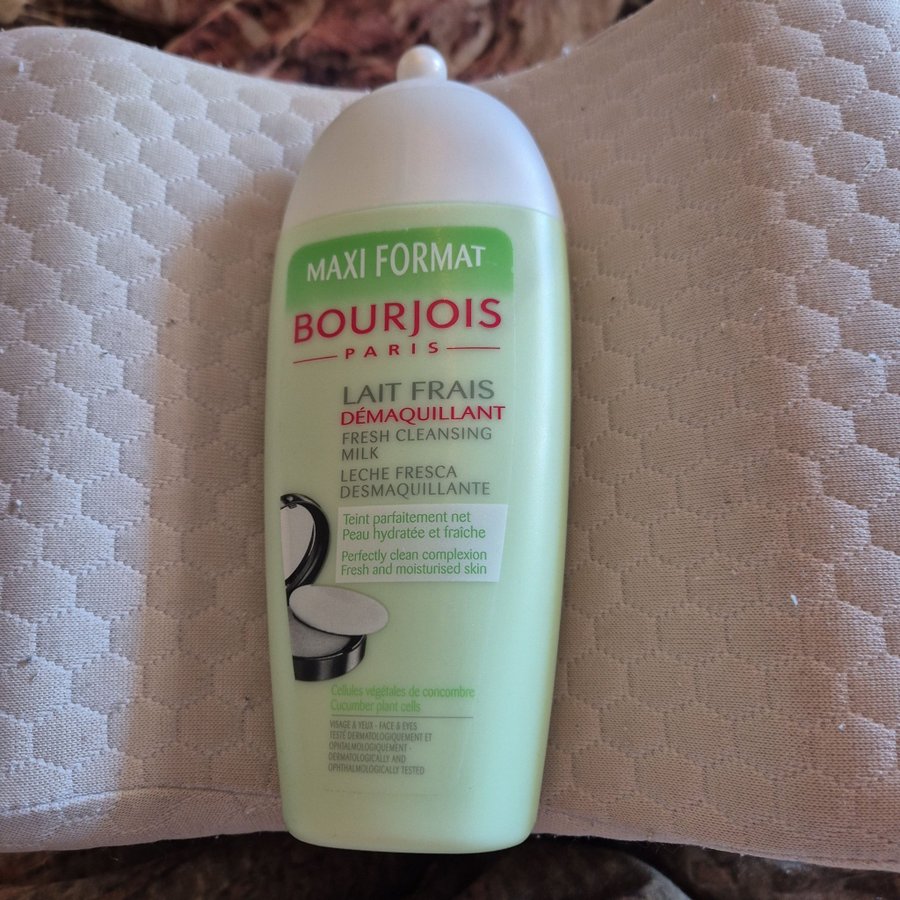 MAXI FORMAT
BOURJOIS
PARIS
LAIT FRAIS
DÉMAQUILLANT
FRESH CLEANSING
MILK
LECHE FRESCA
DESMAQUILLANTE
Teint parfaitement net
Peau hydratée et fraîche
Perfectly clean complexion
Fresh and moisturised skin
Cellules végétales de concombre
Cucumber plant cells
VISAGE & YEUX - FACE & EYES
TESTÉ DERMATOLOGIQUEMENT ET
OPHTALMOLOGIQUEMENT -
DERMATOLOGICALLY AND
OPHTHALMOLOGICALLY TESTED